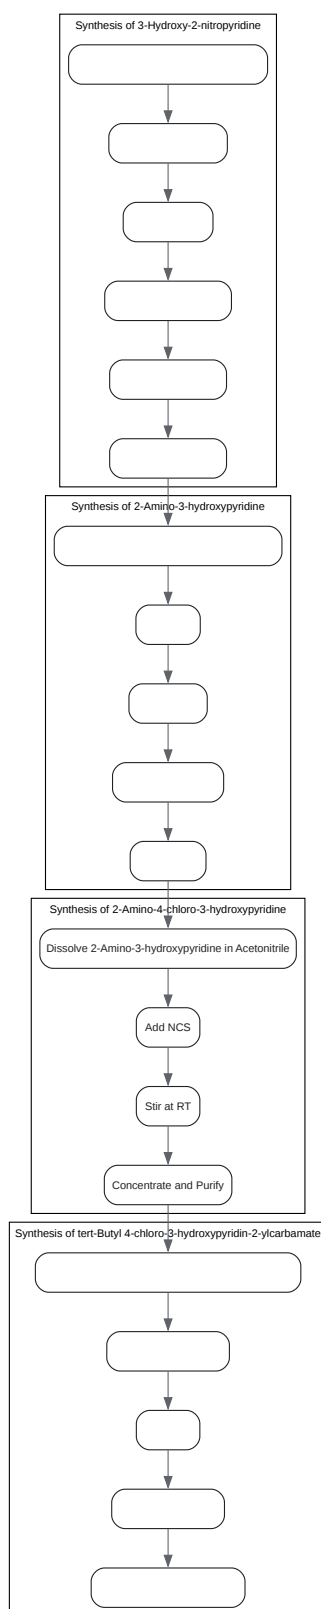 Synthesis of 3-Hydroxy-2-nitropyridine
Synthesis of 2-Amino-3-hydroxypyridine
Synthesis of 2-Amino-4-chloro-3-hydroxypyridine
Dissolve 2-Amino-3-hydroxypyridine in Acetonitrile
Add NCS
Stir at RT
Concentrate and Purify
Synthesis of tert-Butyl 4-chloro-3-hydroxypyridin-2-ylcarbamate